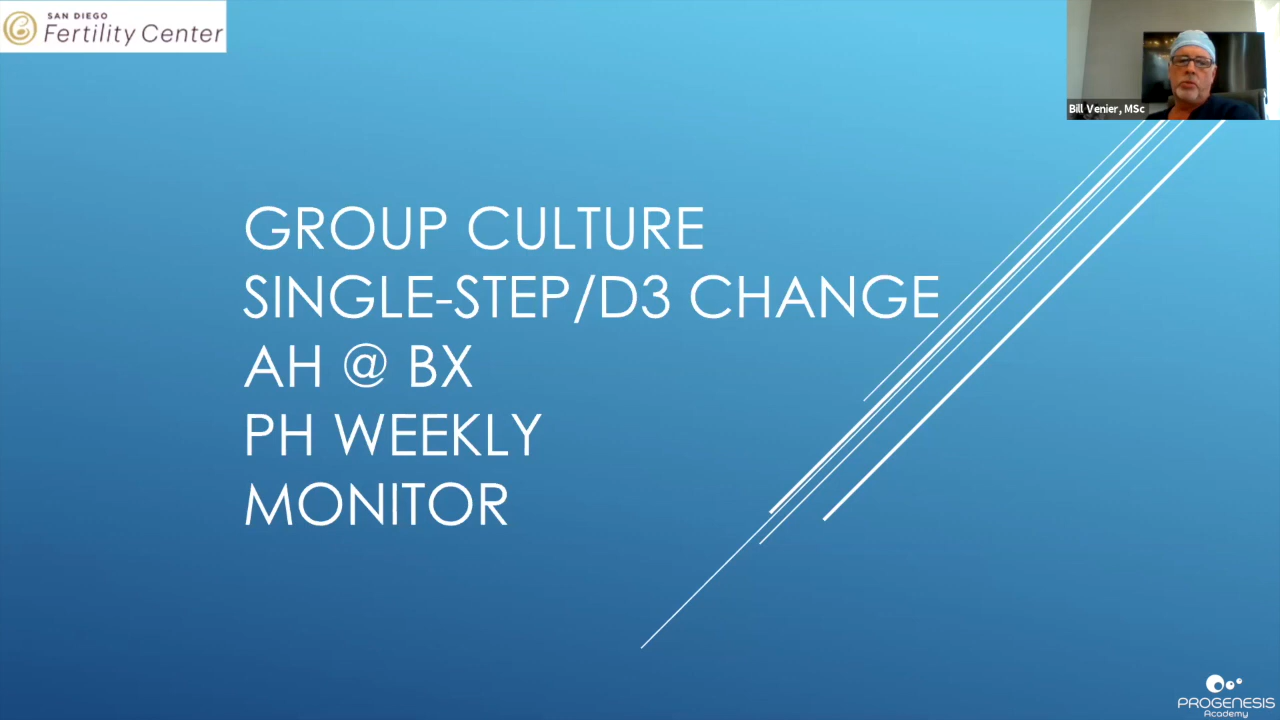 SAN DIEGO
Fertility Center
Bill Venier, MSc
GROUP CULTURE
SINGLE-STEP/D3 CHANGE
AH @ BX
PH WEEKLY
MONITOR
PROGENESIS
Academy